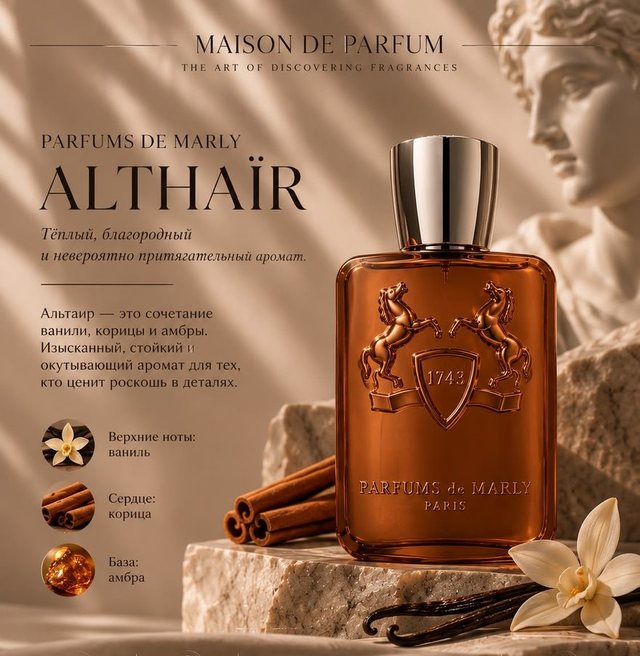 MAISON DE PARFUM
THE ART OF DISCOVERING FRAGRANCES
PARFUMS DE MARLY
ALTHAÏR
Тёплый, благородный
и невероятно притягательный аромат.
Альтаир — это сочетание
ванили, корицы и амбры.
Изысканный, стойкий и
окутывающий аромат для тех,
кто ценит роскошь в деталях.
Верхние ноты:
ваниль
Сердце:
корица
База:
амбра
1743
PARFUMS de MARLY
PARIS